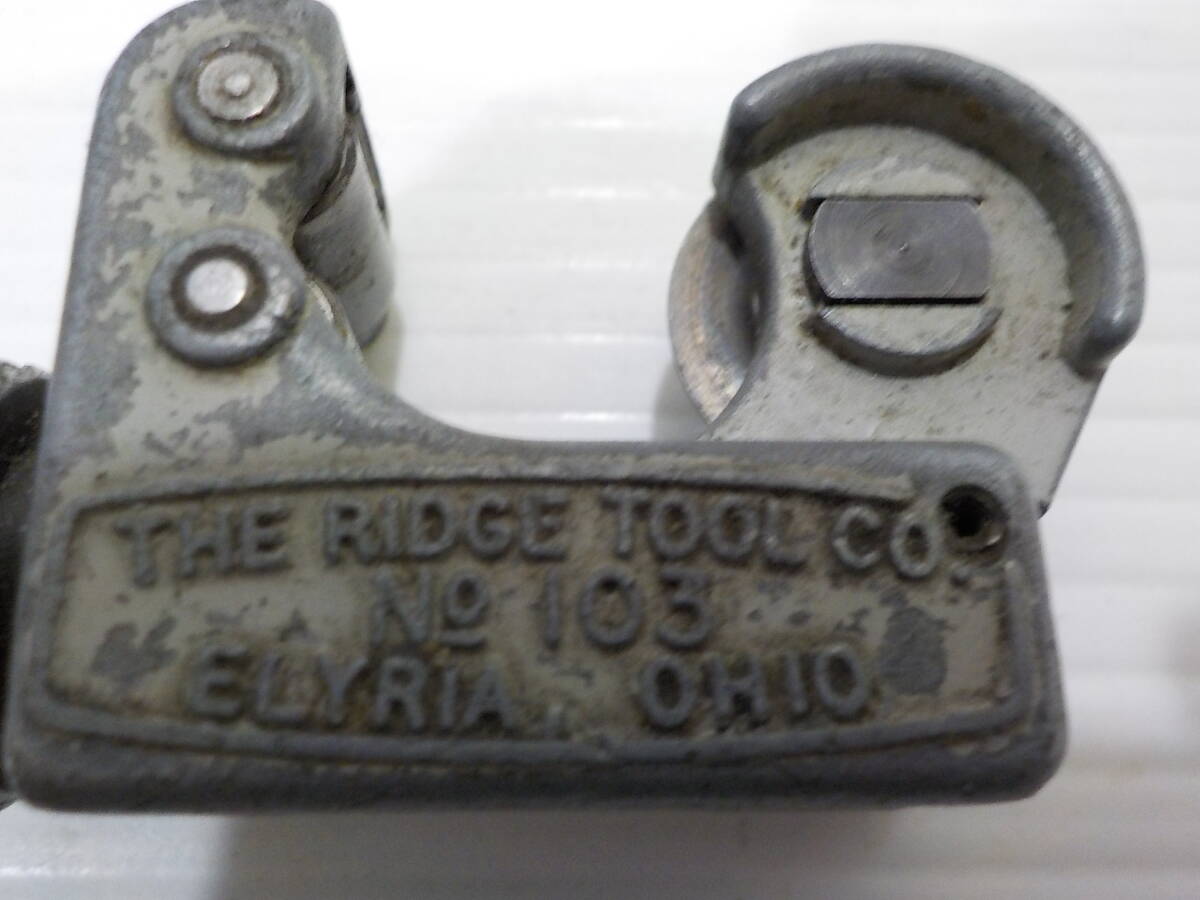 THE RIDGE TOOL CO.
Nº 103
ELYRIA, OHIO